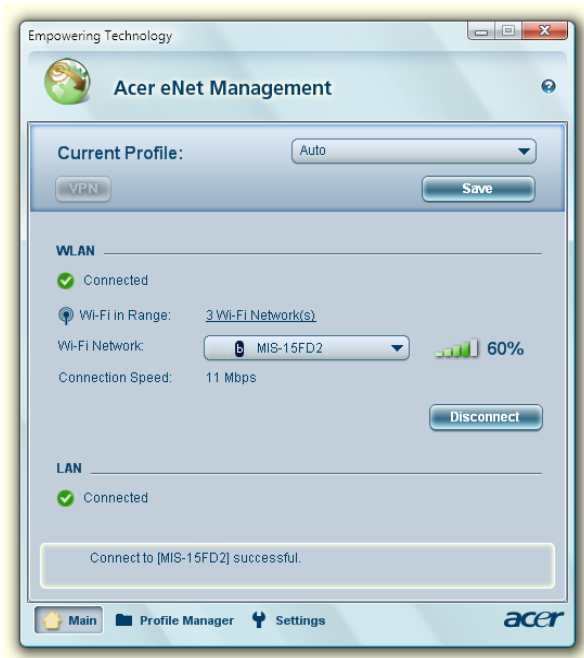 Empowering Technology
Acer eNet Management
Current Profile:
Auto
VPN
Save
WLAN
Connected
Wi-Fi in Range:
3 Wi-Fi Network(s)
Wi-Fi Network:
b MIS-15FD2
60%
Connection Speed:
11 Mbps
Disconnect
LAN
Connected
Connect to [MIS-15FD2] successful.
Main
Profile Manager
Settings
acer